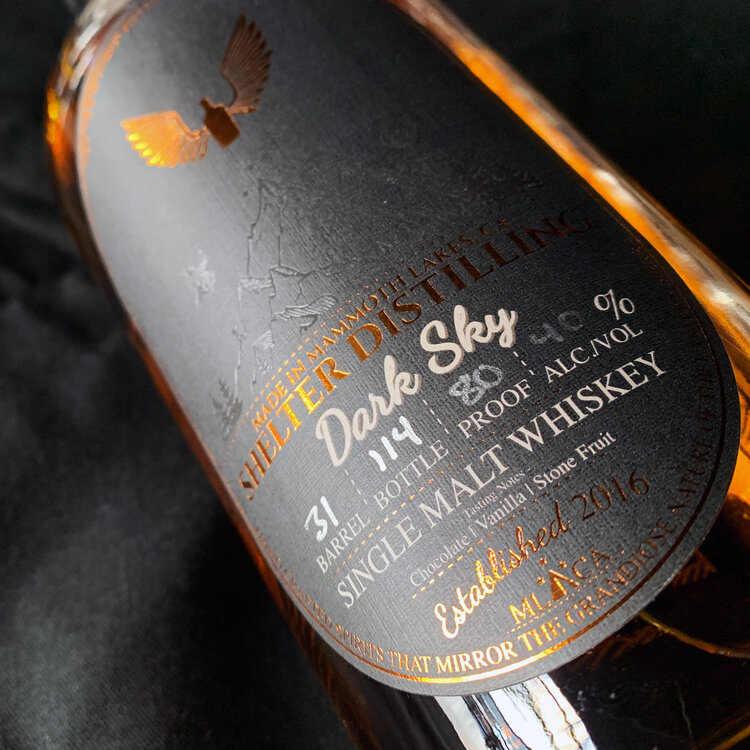 MADE IN MAMMOTH LAKES, CA
SHELTER DISTILLING
Dark Sky
31 114 80 40 %
BARREL BOTTLE PROOF ALC./VOL
SINGLE MALT WHISKEY
Tasting Notes
Chocolate | Vanilla | Stone Fruit
Established 2016
ML CA
SPIRITS THAT MIRROR THE GRANDIOSE NATURE OF THE